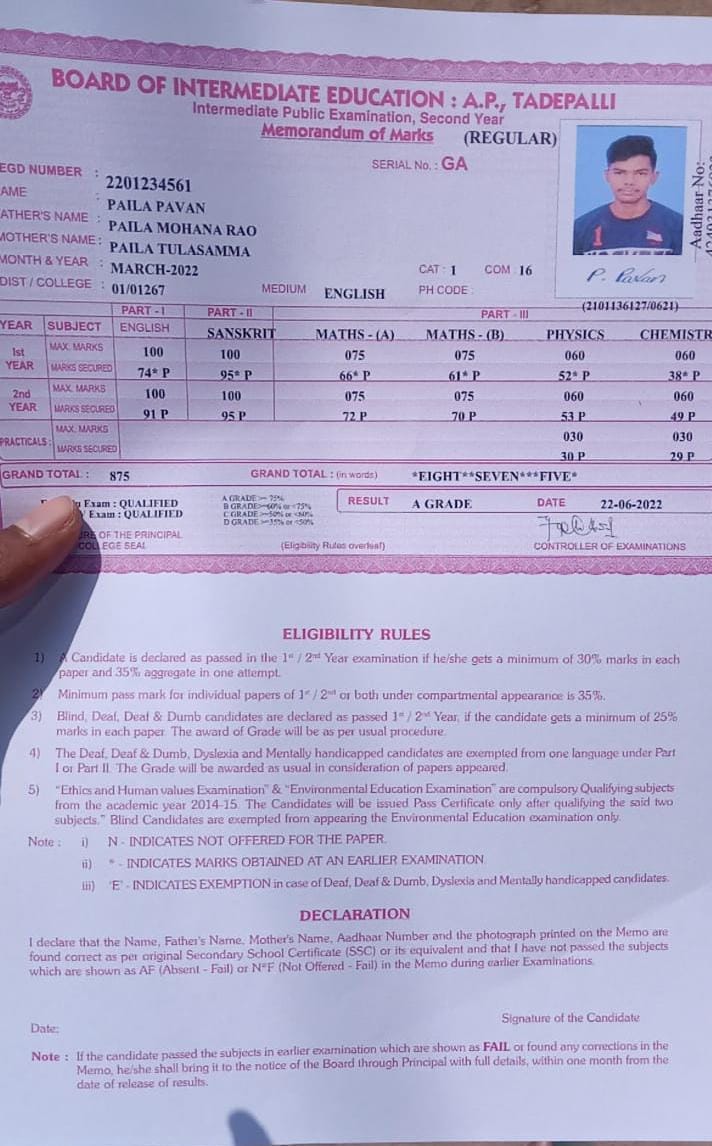 BOARD OF INTERMEDIATE EDUCATION : A.P., TADEPALLI
Intermediate Public Examination, Second Year
Memorandum of Marks (REGULAR)
SERIAL No. : GA
EGD NUMBER : 2201234561
AME : PAILA PAVAN
ATHER'S NAME : PAILA MOHANA RAO
MOTHER'S NAME : PAILA TULASAMMA
MONTH & YEAR : MARCH-2022
CAT : 1 COM 16
DIST / COLLEGE : 01/01267 MEDIUM ENGLISH PH CODE :
Aadhaar No:
P. Pavan
(2101136127/0621)
PART - I PART - II PART - III
YEAR SUBJECT ENGLISH SANSKRIT MATHS - (A) MATHS - (B) PHYSICS CHEMISTR
1st YEAR MAX. MARKS 100 100 075 075 060 060
MARKS SECURED 74* P 95* P 66* P 61* P 52* P 38* P
2nd YEAR MAX. MARKS 100 100 075 075 060 060
MARKS SECURED 91 P 95 P 72 P 70 P 53 P 49 P
PRACTICALS : MAX. MARKS 030 030
MARKS SECURED 30 P 29 P
GRAND TOTAL : 875 GRAND TOTAL : (in words) *EIGHT**SEVEN***FIVE*
Exam : QUALIFIED
Exam : QUALIFIED
A GRADE >= 75%
B GRADE>=60% or <75%
C GRADE >=50% or <60%
D GRADE >=35% or <50%
RESULT A GRADE DATE 22-06-2022
OF THE PRINCIPAL
COLLEGE SEAL
(Eligibility Rules overleaf)
CONTROLLER OF EXAMINATIONS
ELIGIBILITY RULES
1) A Candidate is declared as passed in the 1st / 2nd Year examination if he/she gets a minimum of 30% marks in each
paper and 35% aggregate in one attempt.
2) Minimum pass mark for individual papers of 1st / 2nd or both under compartmental appearance is 35%.
3) Blind, Deaf, Deaf & Dumb candidates are declared as passed 1st / 2nd Year, if the candidate gets a minimum of 25%
marks in each paper. The award of Grade will be as per usual procedure.
4) The Deaf, Deaf & Dumb, Dyslexia and Mentally handicapped candidates are exempted from one language under Part
I or Part II. The Grade will be awarded as usual in consideration of papers appeared.
5) "Ethics and Human values Examination" & "Environmental Education Examination" are compulsory Qualifying subjects
from the academic year 2014-15. The Candidates will be issued Pass Certificate only after qualifying the said two
subjects." Blind Candidates are exempted from appearing the Environmental Education examination only.
Note : i) N - INDICATES NOT OFFERED FOR THE PAPER.
ii) * - INDICATES MARKS OBTAINED AT AN EARLIER EXAMINATION.
iii) 'E' - INDICATES EXEMPTION in case of Deaf, Deaf & Dumb, Dyslexia and Mentally handicapped candidates.
DECLARATION
I declare that the Name, Father's Name, Mother's Name, Aadhaar Number and the photograph printed on the Memo are
found correct as per original Secondary School Certificate (SSC) or its equivalent and that I have not passed the subjects
which are shown as AF (Absent - Fail) or N*F (Not Offered - Fail) in the Memo during earlier Examinations.
Signature of the Candidate
Date:
Note : If the candidate passed the subjects in earlier examination which are shown as FAIL or found any corrections in the
Memo, he/she shall bring it to the notice of the Board through Principal with full details, within one month from the
date of release of results.